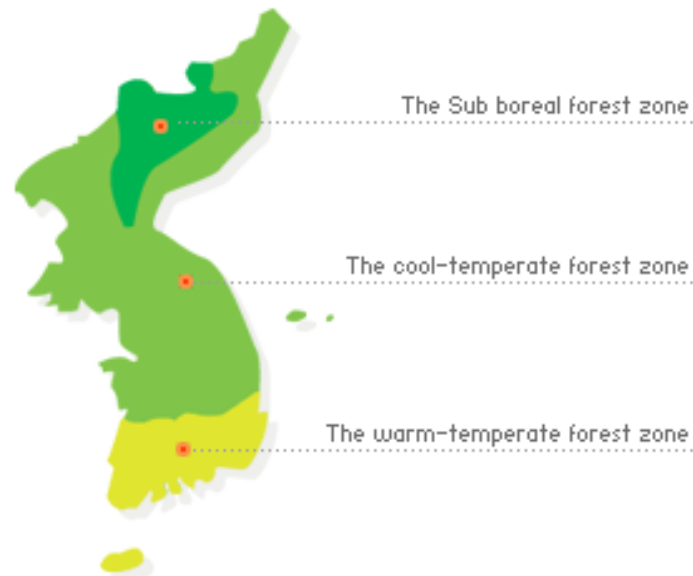 The Sub boreal forest zone
The cool-temperate forest zone
The warm-temperate forest zone